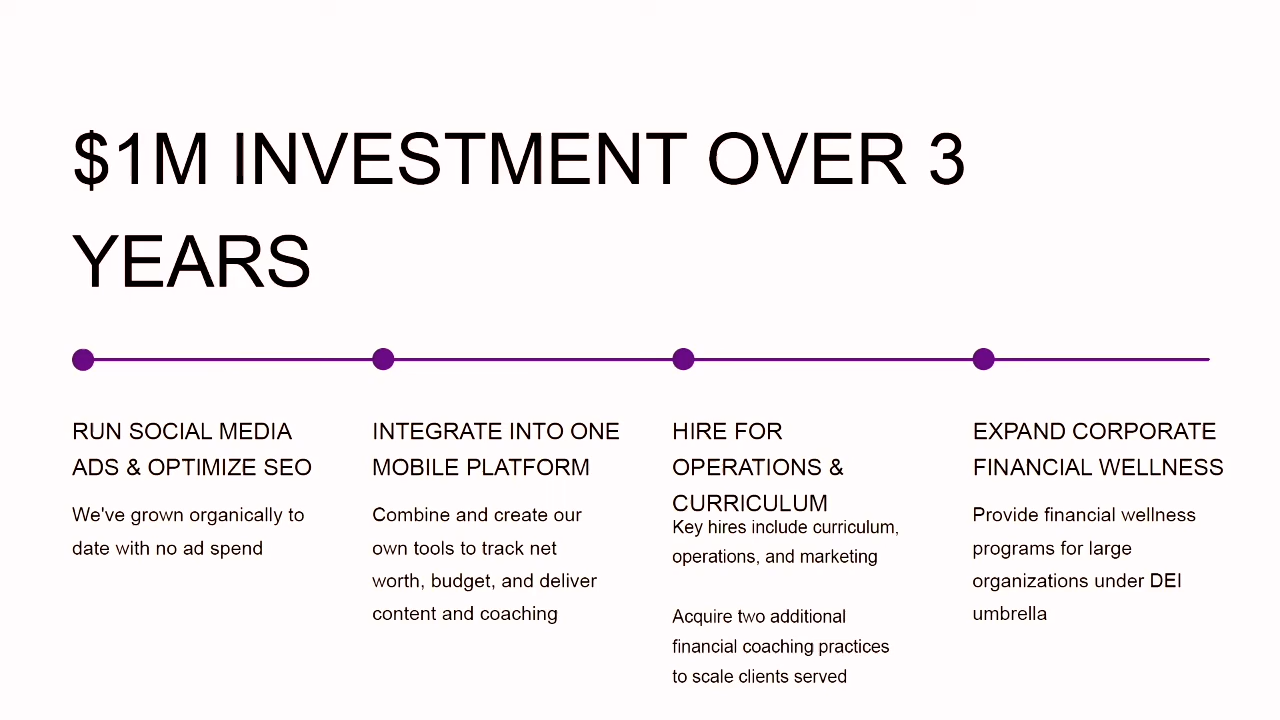 $1M INVESTMENT OVER 3
YEARS
RUN SOCIAL MEDIA
ADS & OPTIMIZE SEO
We've grown organically to
date with no ad spend
INTEGRATE INTO ONE
MOBILE PLATFORM
Combine and create our
own tools to track net
worth, budget, and deliver
content and coaching
HIRE FOR
OPERATIONS &
CURRICULUM
Key hires include curriculum,
operations, and marketing
Acquire two additional
financial coaching practices
to scale clients served
EXPAND CORPORATE
FINANCIAL WELLNESS
Provide financial wellness
programs for large
organizations under DEI
umbrella